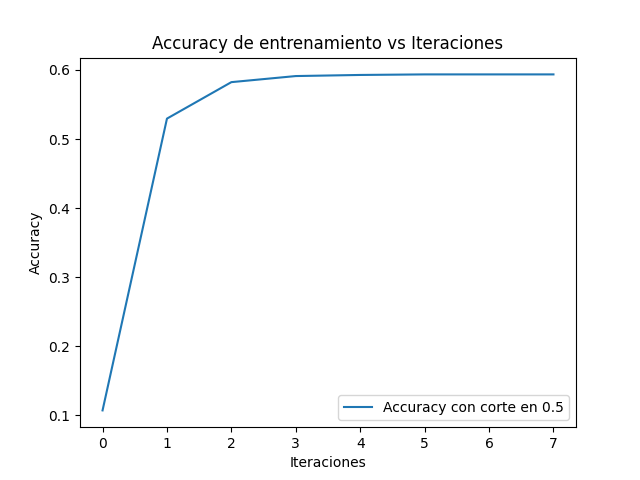 Accuracy de entrenamiento vs Iteraciones
0.6
0.5
0.4
0.3
0.2
0.1
Accuracy
Accuracy con corte en 0.5
0 1 2 3 4 5 6 7
Iteraciones